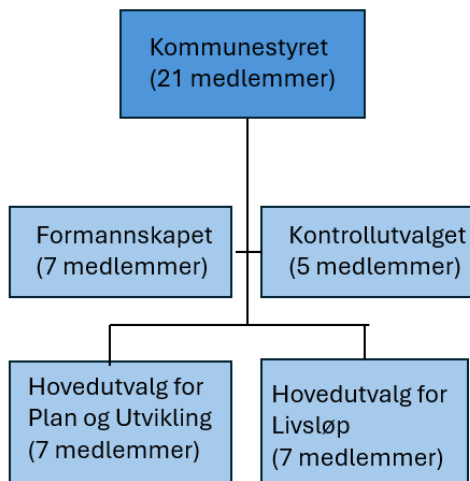 Kommunestyret
(21 medlemmer)
Formannskapet
(7 medlemmer)
Kontrollutvalget
(5 medlemmer)
Hovedutvalg for
Plan og Utvikling
(7 medlemmer)
Hovedutvalg for
Livsløp
(7 medlemmer)